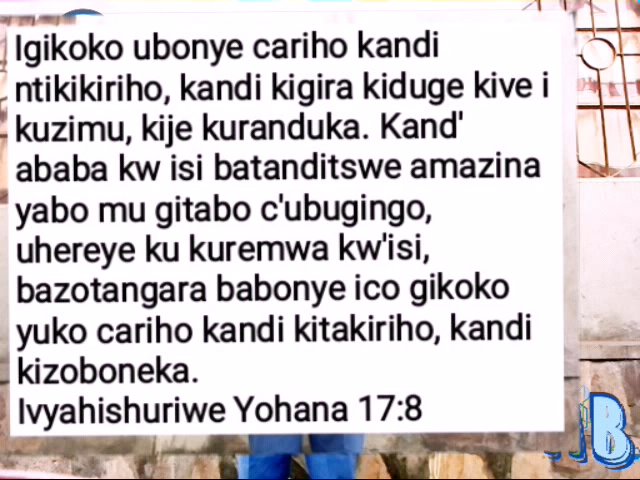 Igikoko ubonye cariho kandi
ntikikiriho, kandi kigira kiduge kive i
kuzimu, kije kuranduka. Kand'
ababa kw isi batanditswe amazina
yabo mu gitabo c'ubugingo,
uhereye ku kuremwa kw'isi,
bazotangara babonye ico gikoko
yuko cariho kandi kitakiriho, kandi
kizoboneka.
Ivyahishuriwe Yohana 17:8
B